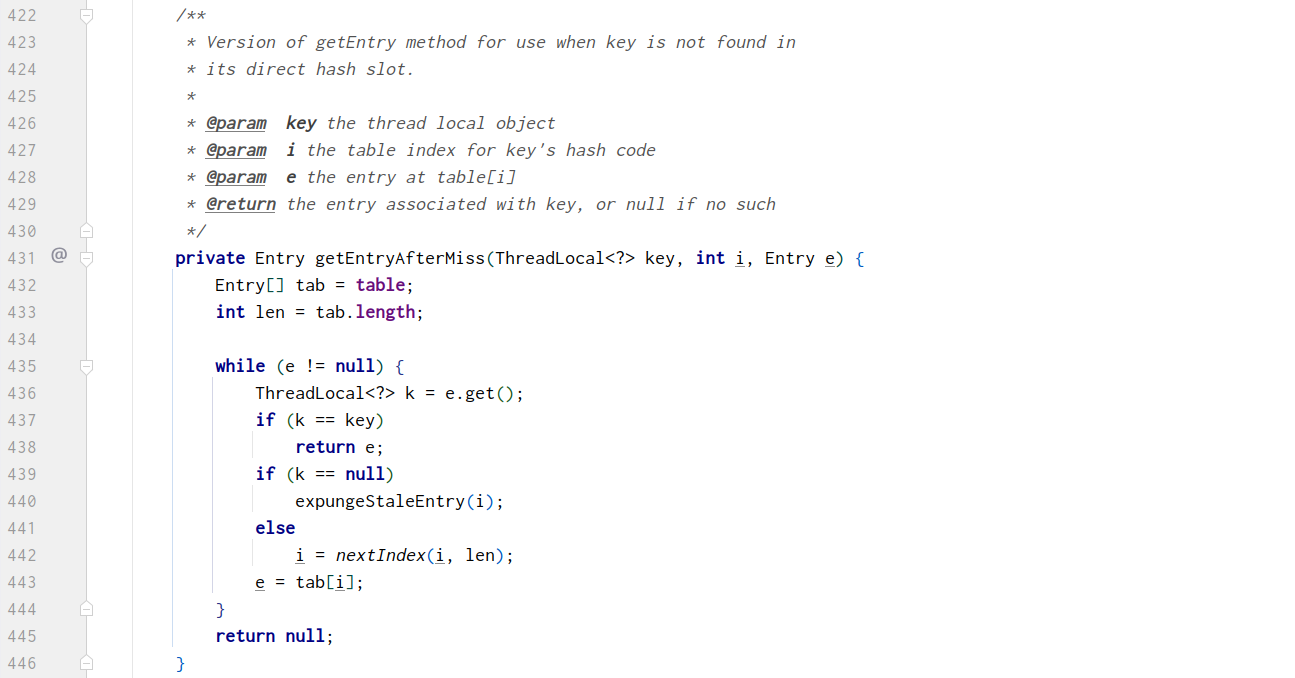 422 /**
423 * Version of getEntry method for use when key is not found in
424 * its direct hash slot.
425 *
426 * @param  key the thread local object
427 * @param  i the table index for key's hash code
428 * @param  e the entry at table[i]
429 * @return the entry associated with key, or null if no such
430 */
431 @ private Entry getEntryAfterMiss(ThreadLocal<?> key, int i, Entry e) {
432 Entry[] tab = table;
433 int len = tab.length;
434
435 while (e != null) {
436 ThreadLocal<?> k = e.get();
437 if (k == key)
438 return e;
439 if (k == null)
440 expungeStaleEntry(i);
441 else
442 i = nextIndex(i, len);
443 e = tab[i];
444 }
445 return null;
446 }